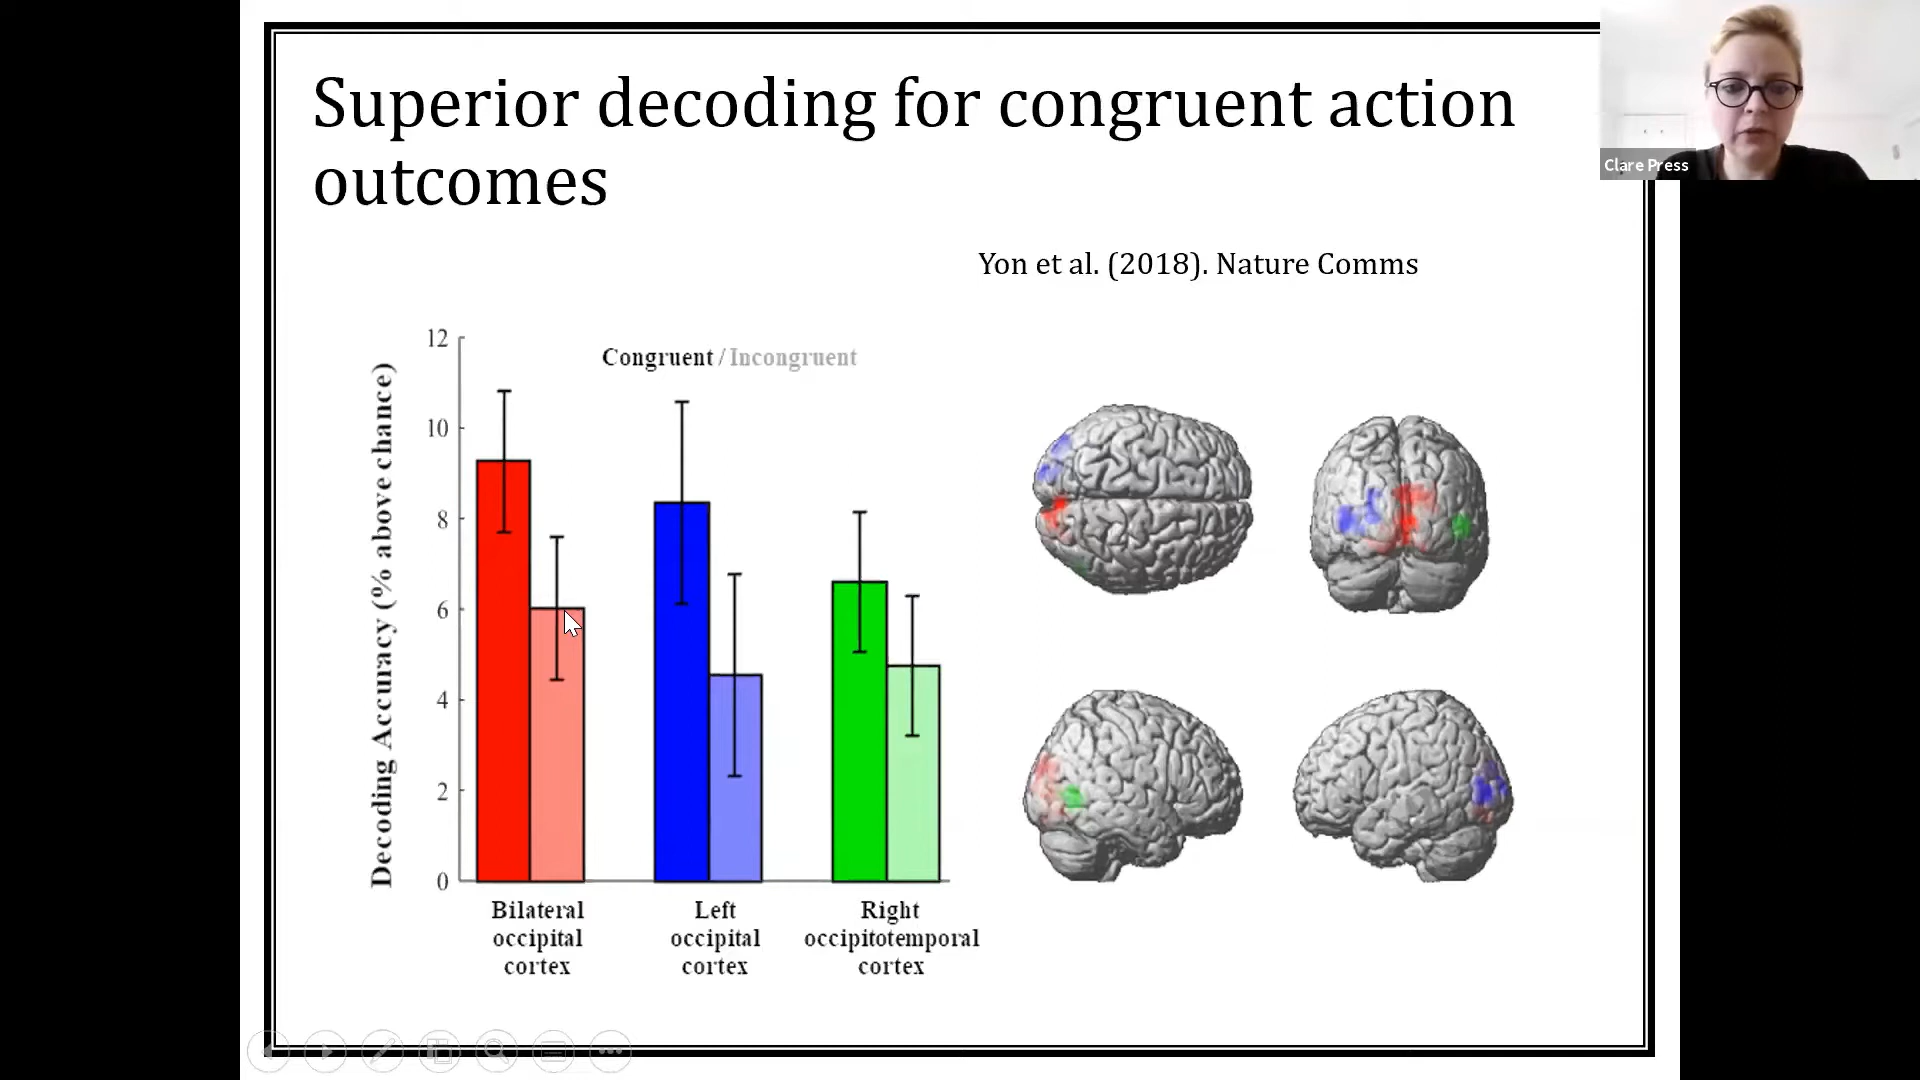 Superior decoding for congruent action
outcomes
Clare Press
Yon et al. (2018). Nature Comms
Congruent / Incongruent
Decoding Accuracy (% above chance)
12
10
8
6
4
2
0
Bilateral
occipital
cortex
Left
occipital
cortex
Right
occipitotemporal
cortex